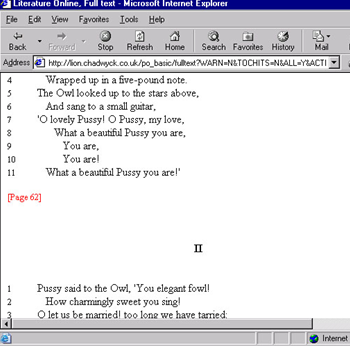 Literature Online, Full text - Microsoft Internet Explorer
File Edit View Favorites Tools Help
Back Forward Stop Refresh Home Search Favorites History Mail
Address http://lion.chadwyck.co.uk/po_basic/fulltext?WARN=N&TOCHITS=N&ALL=Y&ACTI
4 Wrapped up in a five-pound note.
5 The Owl looked up to the stars above,
6 And sang to a small guitar,
7 'O lovely Pussy! O Pussy, my love,
8 What a beautiful Pussy you are,
9 You are,
10 You are!
11 What a beautiful Pussy you are!'
[Page 62]
II
1 Pussy said to the Owl, 'You elegant fowl!
2 How charmingly sweet you sing!
3 O let us be married! too long we have tarried:
Internet